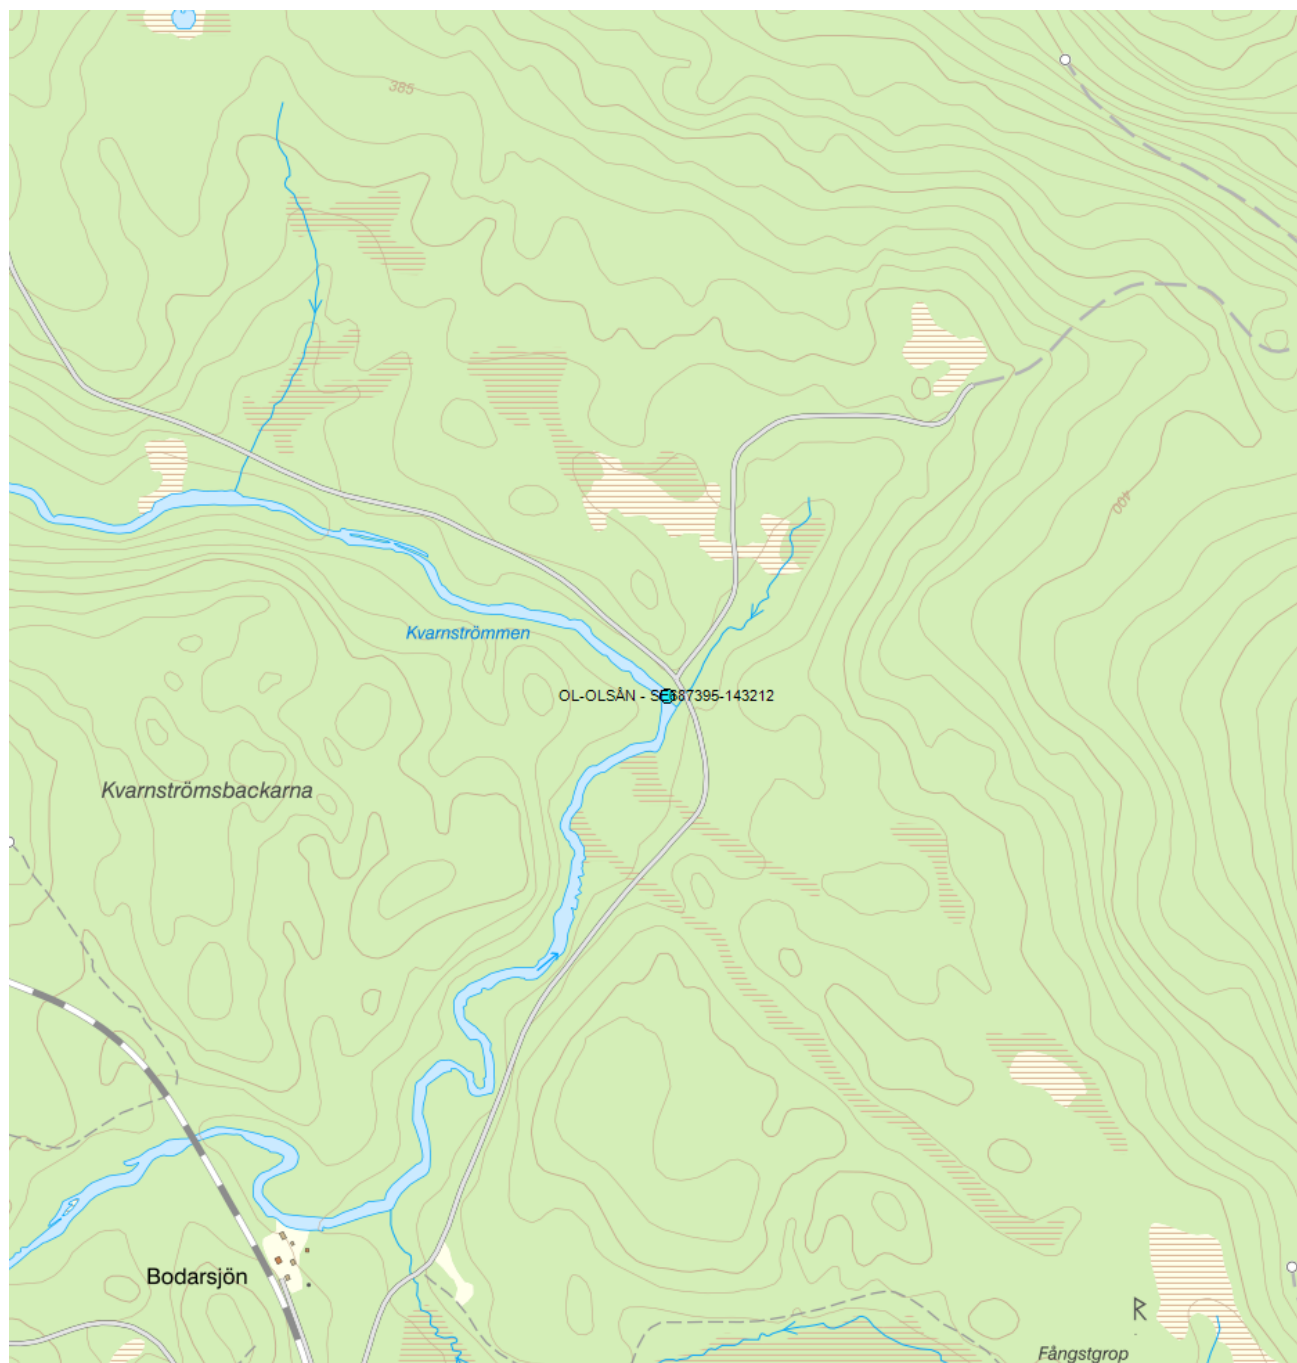 385
400
Kvarnströmmen
OL-OLSÅN - SE687395-143212
Kvarnströmsbackarna
Bodarsjön
R
Fångstgrop